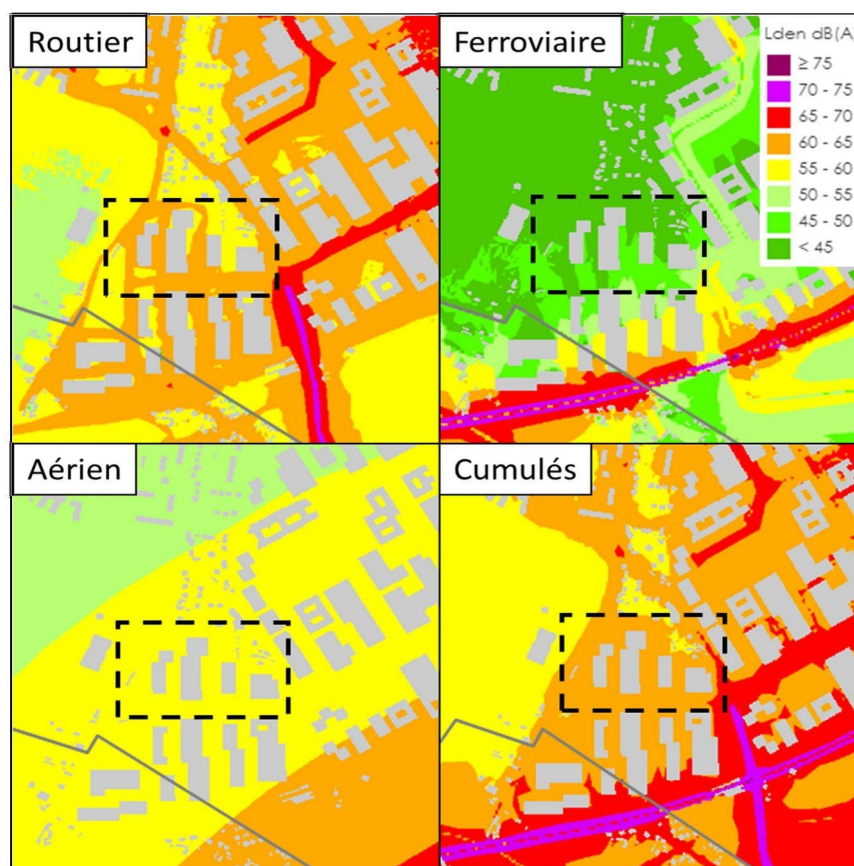 Routier
Ferroviaire
Lden dB(A)
≥ 75
70 - 75
65 - 70
60 - 65
55 - 60
50 - 55
45 - 50
< 45
Aérien
Cumulés